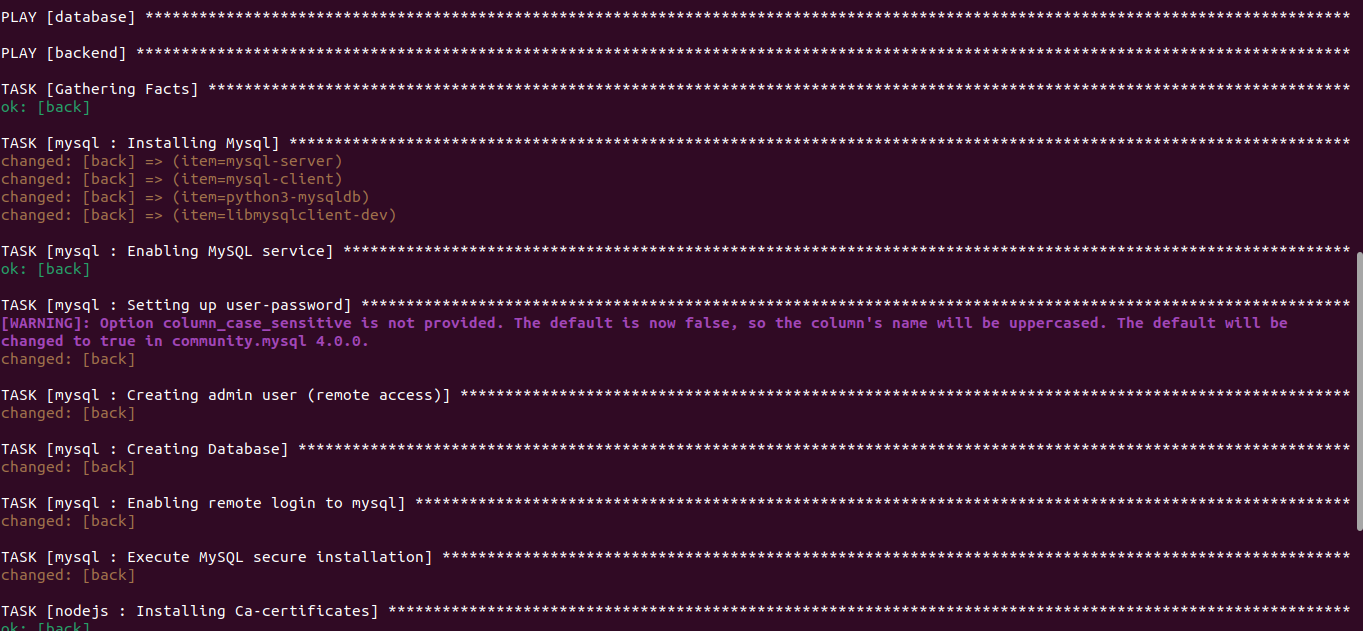 PLAY [database] ***************************************************************************************************************************************
PLAY [backend] ****************************************************************************************************************************************
TASK [Gathering Facts] ********************************************************************************************************************************
ok: [back]
TASK [mysql : Installing Mysql] ***********************************************************************************************************************
changed: [back] => (item=mysql-server)
changed: [back] => (item=mysql-client)
changed: [back] => (item=python3-mysqldb)
changed: [back] => (item=libmysqlclient-dev)
TASK [mysql : Enabling MySQL service] *****************************************************************************************************************
ok: [back]
TASK [mysql : Setting up user-password] ***************************************************************************************************************
[WARNING]: Option column_case_sensitive is not provided. The default is now false, so the column's name will be uppercased. The default will be
changed to true in community.mysql 4.0.0.
changed: [back]
TASK [mysql : Creating admin user (remote access)] ****************************************************************************************************
changed: [back]
TASK [mysql : Creating Database] **********************************************************************************************************************
changed: [back]
TASK [mysql : Enabling remote login to mysql] *********************************************************************************************************
changed: [back]
TASK [mysql : Execute MySQL secure installation] ******************************************************************************************************
changed: [back]
TASK [nodejs : Installing Ca-certificates] ************************************************************************************************************
ok: [back]